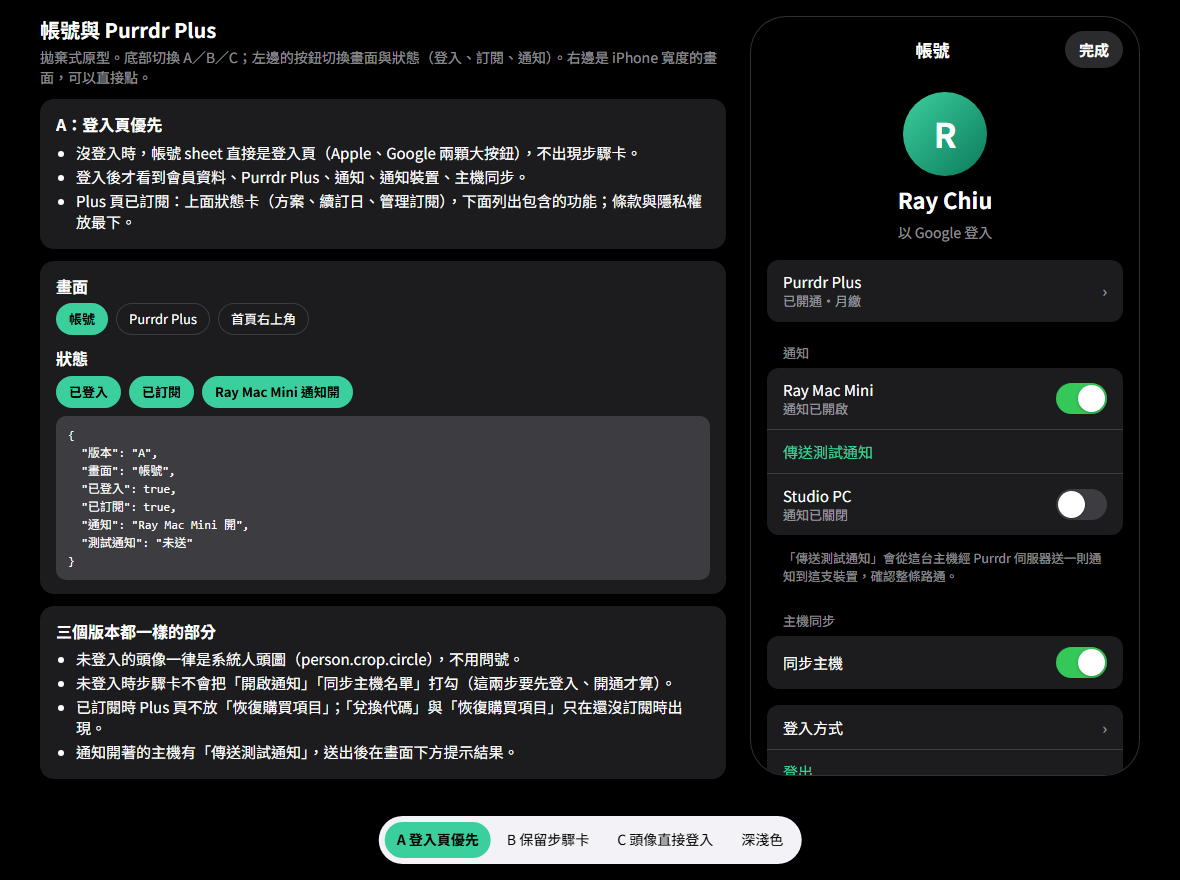 帳號與 Purrdr Plus
拋棄式原型。底部切換 A／B／C；左邊的按鈕切換畫面與狀態（登入、訂閱、通知）。右邊是 iPhone 寬度的畫
面，可以直接點。
A：登入頁優先
• 沒登入時，帳號 sheet 直接是登入頁（Apple、Google 兩顆大按鈕），不出現步驟卡。
• 登入後才看到會員資料、Purrdr Plus、通知、通知裝置、主機同步。
• Plus 頁已訂閱：上面狀態卡（方案、續訂日、管理訂閱），下面列出包含的功能；條款與隱私權
放最下。
畫面
帳號
Purrdr Plus
首頁右上角
狀態
已登入
已訂閱
Ray Mac Mini 通知開
{
"版本": "A",
"畫面": "帳號",
"已登入": true,
"已訂閱": true,
"通知": "Ray Mac Mini 開",
"測試通知": "未送"
}
三個版本都一樣的部分
• 未登入的頭像一律是系統人頭圖（person.crop.circle），不用問號。
• 未登入時步驟卡不會把「開啟通知」「同步主機名單」打勾（這兩步要先登入、開通才算）。
• 已訂閱時 Plus 頁不放「恢復購買項目」；「兌換代碼」與「恢復購買項目」只在還沒訂閱時出
現。
• 通知開著的主機有「傳送測試通知」，送出後在畫面下方提示結果。
帳號
完成
R
Ray Chiu
以 Google 登入
Purrdr Plus
已開通・月繳
›
通知
Ray Mac Mini
通知已開啟
傳送測試通知
Studio PC
通知已關閉
「傳送測試通知」會從這台主機經 Purrdr 伺服器送一則通
知到這支裝置，確認整條路通。
主機同步
同步主機
登入方式
›
登出
A 登入頁優先
B 保留步驟卡
C 頭像直接登入
深淺色